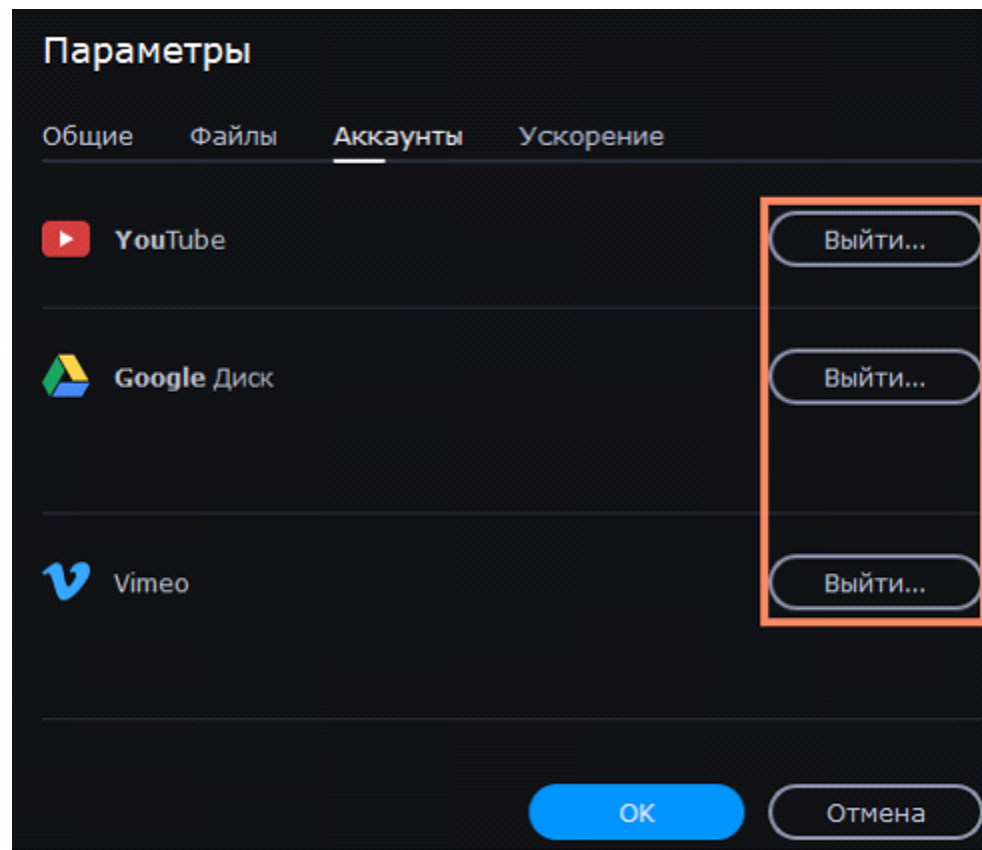 Параметры
Общие Файлы Аккаунты Ускорение
YouTube Выйти...
Google Диск Выйти...
Vimeo Выйти...
OK Отмена